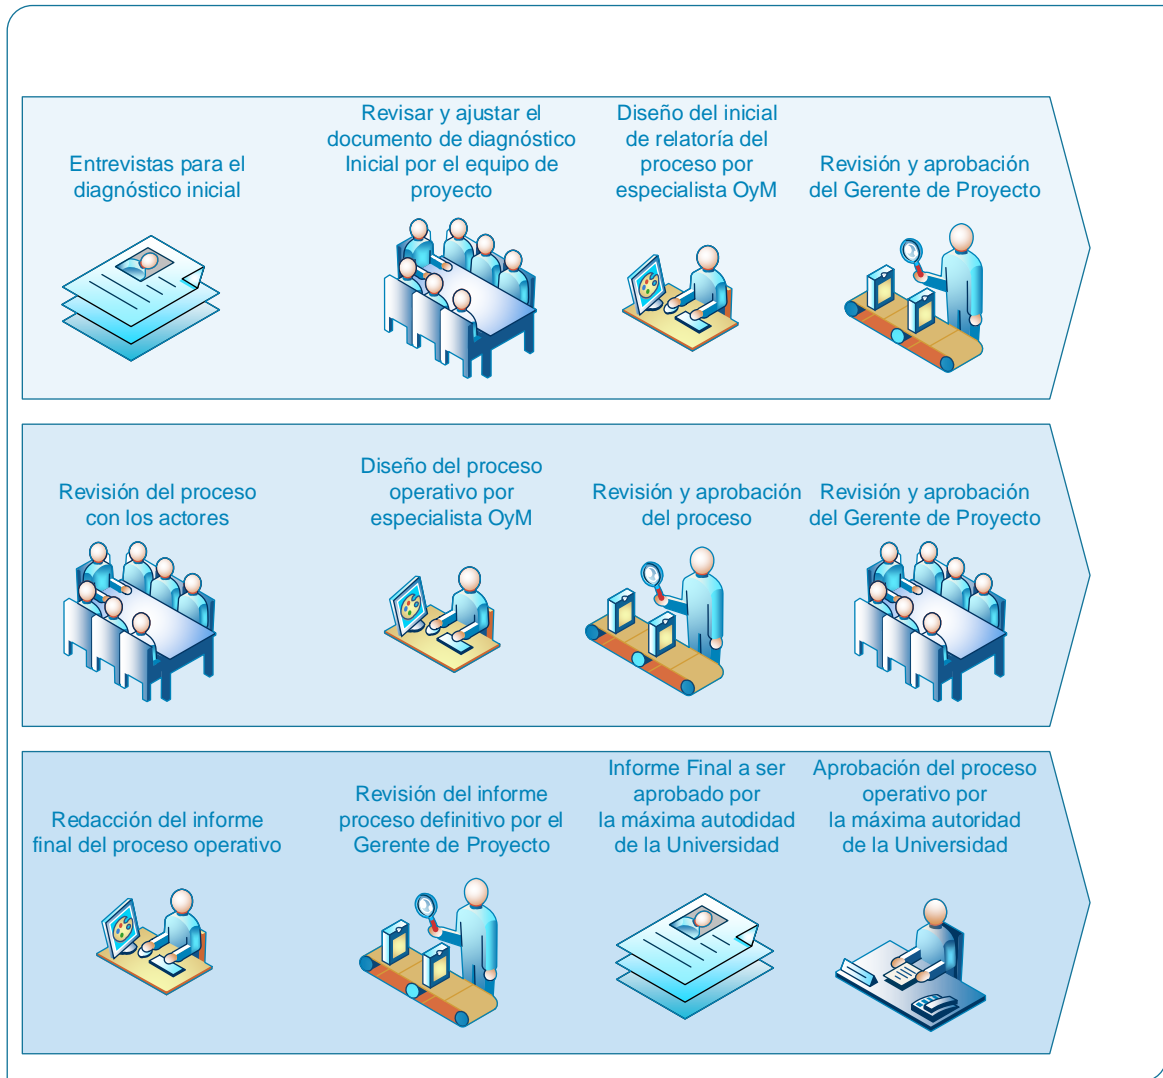 Entrevistas para el
diagnóstico inicial
Revisar y ajustar el
documento de diagnóstico
Inicial por el equipo de
proyecto
Diseño del inicial
de relatoría del
proceso por
especialista OyM
Revisión y aprobación
del Gerente de Proyecto
Revisión del proceso
con los actores
Diseño del proceso
operativo por
especialista OyM
Revisión y aprobación
del proceso
Revisión y aprobación
del Gerente de Proyecto
Redacción del informe
final del proceso operativo
Revisión del informe
proceso definitivo por el
Gerente de Proyecto
Informe Final a ser
aprobado por
la máxima autodidad
de la Universidad
Aprobación del proceso
operativo por
la máxima autoridad
de la Universidad